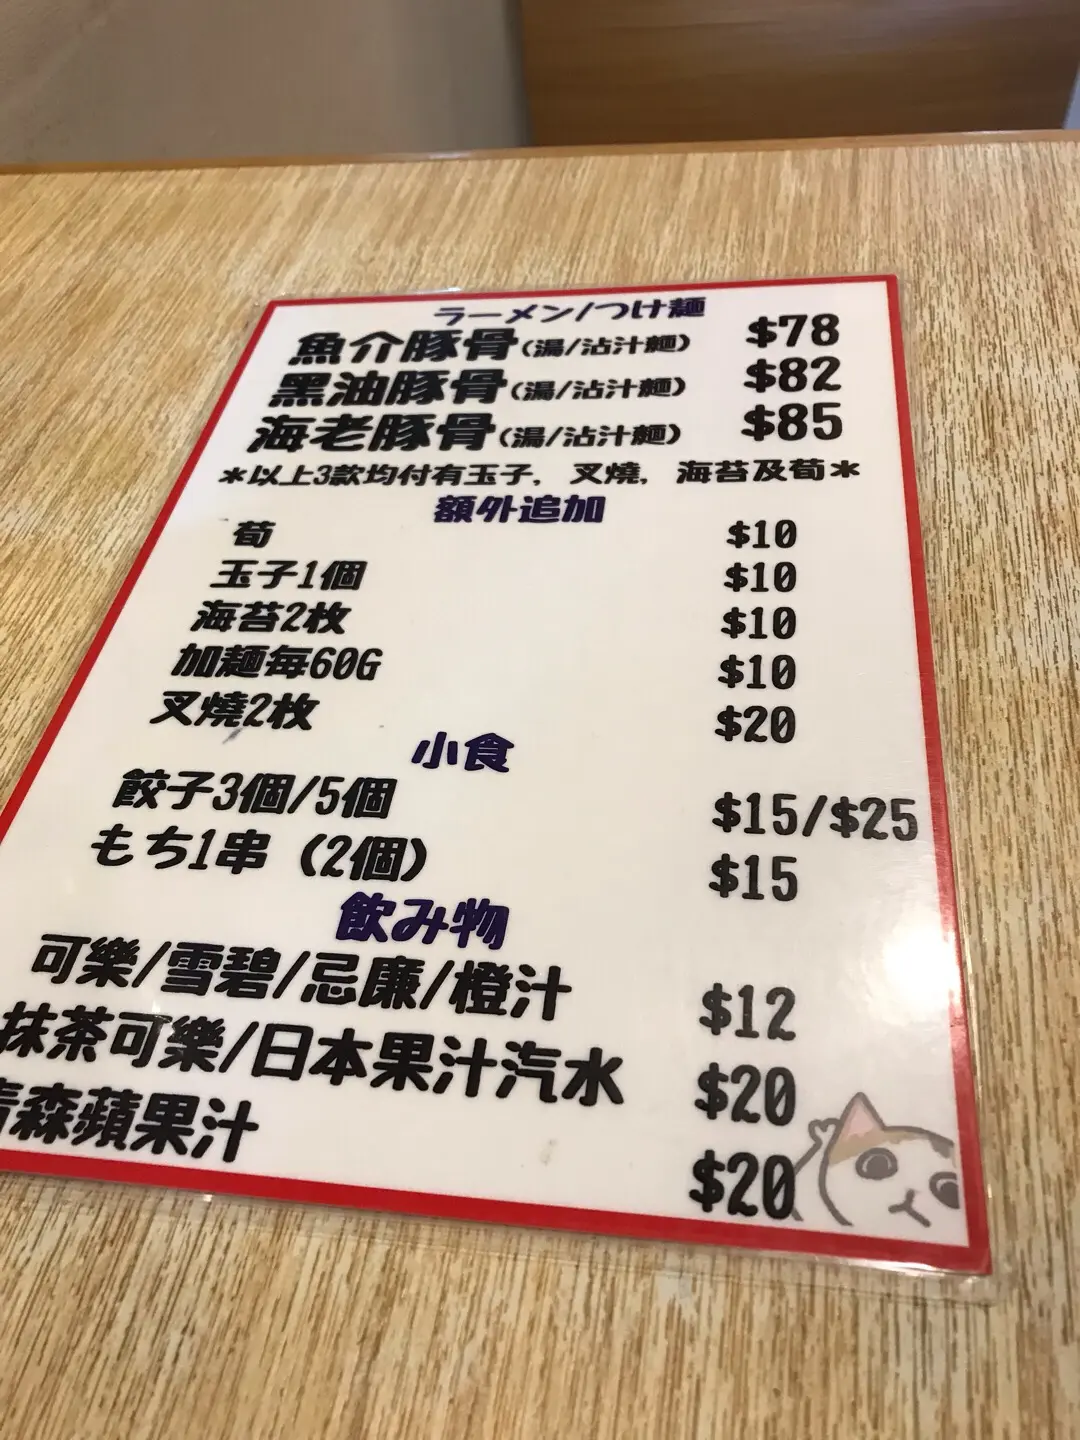 ラーメン/つけ麺
魚介豚骨(湯/沾汁麵) $78
黑油豚骨(湯/沾汁麵) $82
海老豚骨(湯/沾汁麵) $85
*以上3款均付有玉子, 叉燒, 海苔及荀*
額外追加
荀 $10
玉子1個 $10
海苔2枚 $10
加麵每60G $10
叉燒2枚 $20
小食
餃子3個/5個 $15/$25
もち1串 (2個) $15
飲み物
可樂/雪碧/忌廉/橙汁 $12
抹茶可樂/日本果汁汽水 $20
青森蘋果汁 $20